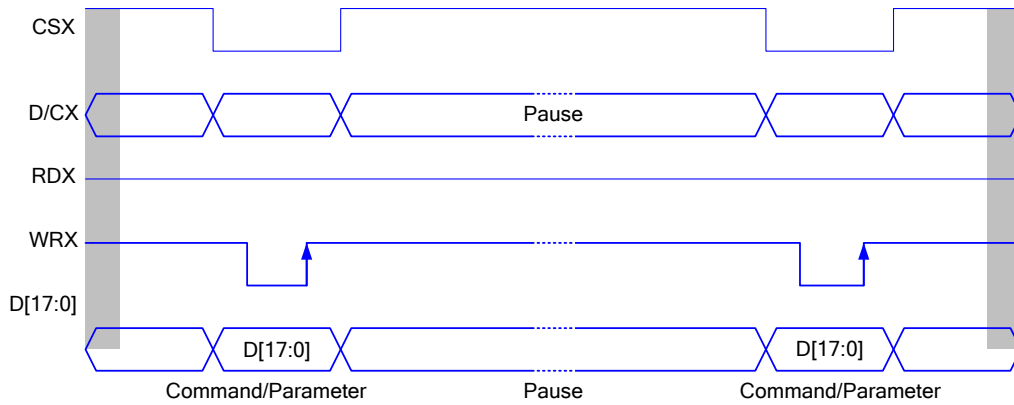 CSX
D/CX
Pause
RDX
WRX
D[17:0]
D[17:0]
D[17:0]
Command/Parameter
Pause
Command/Parameter